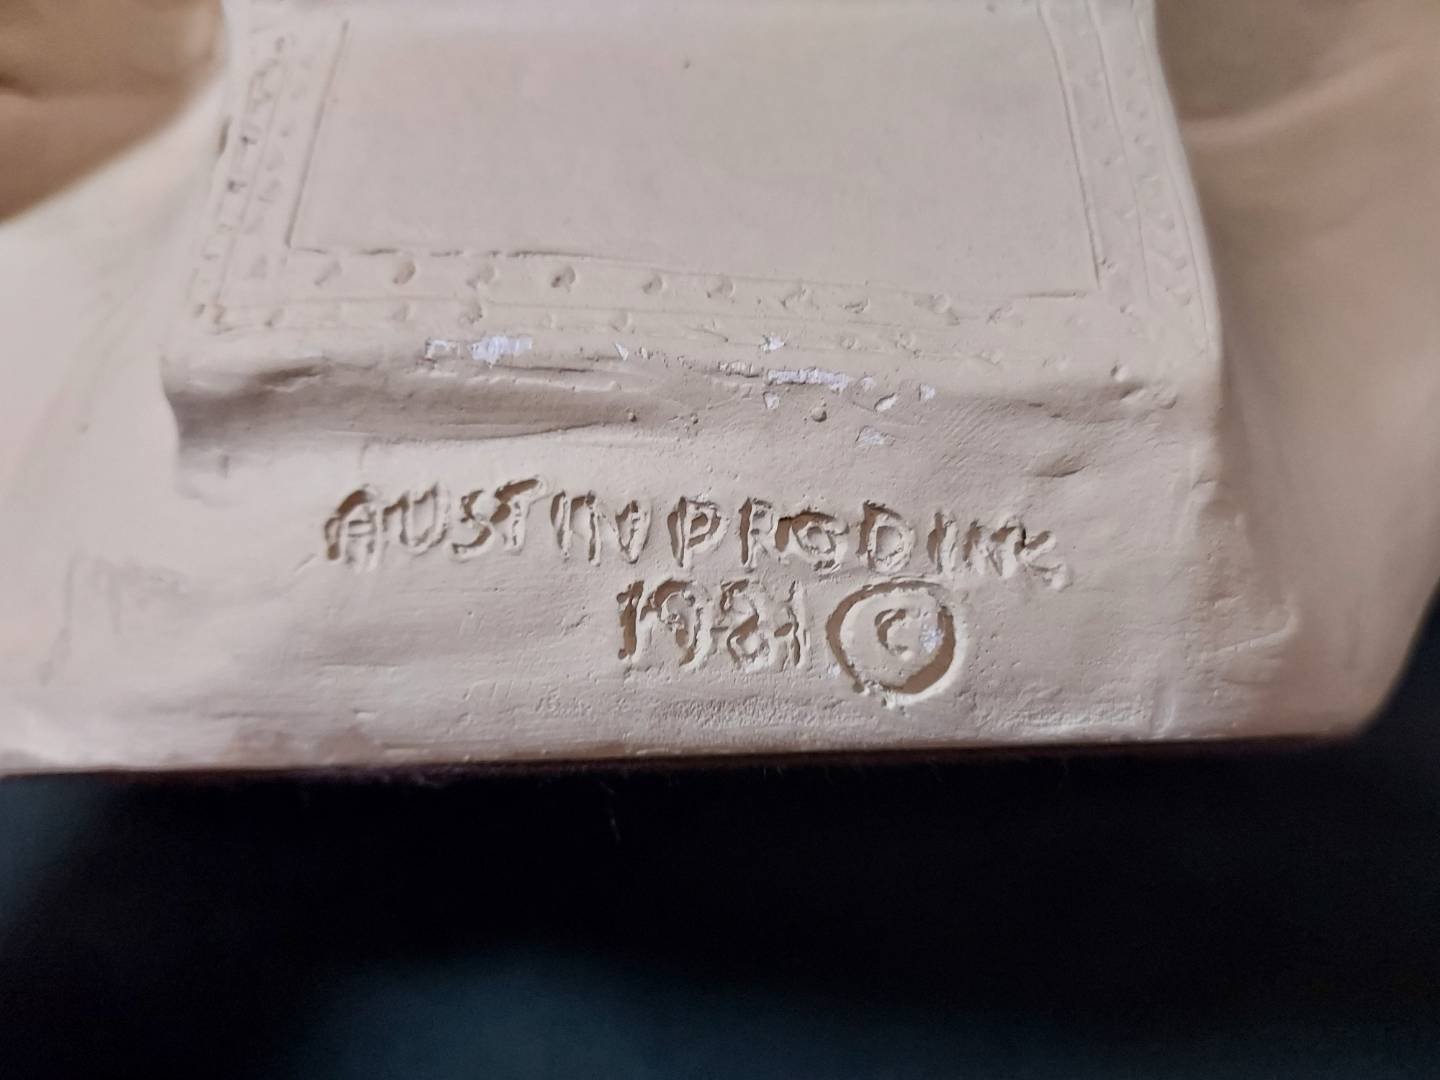 AUSTIN PROD INC
1981 ©